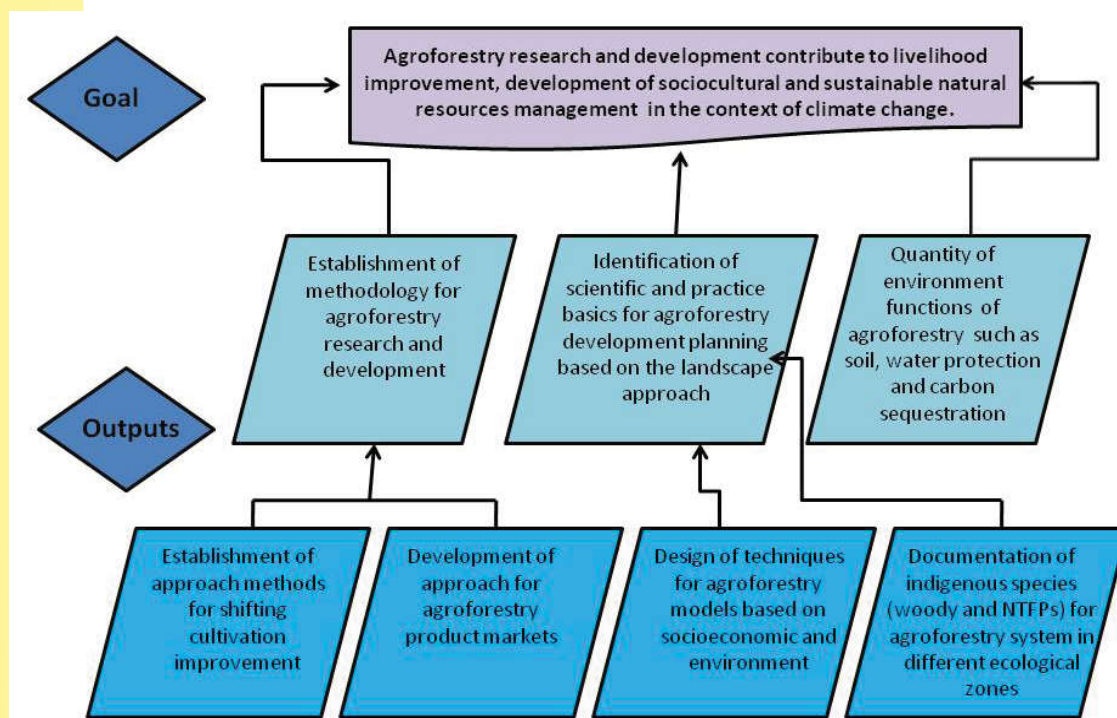 Goal
Agroforestry research and development contribute to livelihood
improvement, development of sociocultural and sustainable natural
resources management in the context of climate change.
Establishment of
methodology for
agroforestry
research and
development
Identification of
scientific and practice
basics for agroforestry
development planning
based on the landscape
approach
Quantity of
environment
functions of
agroforestry such as
soil, water protection
and carbon
sequestration
Outputs
Establishment of
approach methods
for shifting
cultivation
improvement
Development of
approach for
agroforestry
product markets
Design of techniques
for agroforestry
models based on
socioeconomic and
environment
Documentation of
indigenous species
(woody and NTFPs) for
agroforestry system in
different ecological
zones